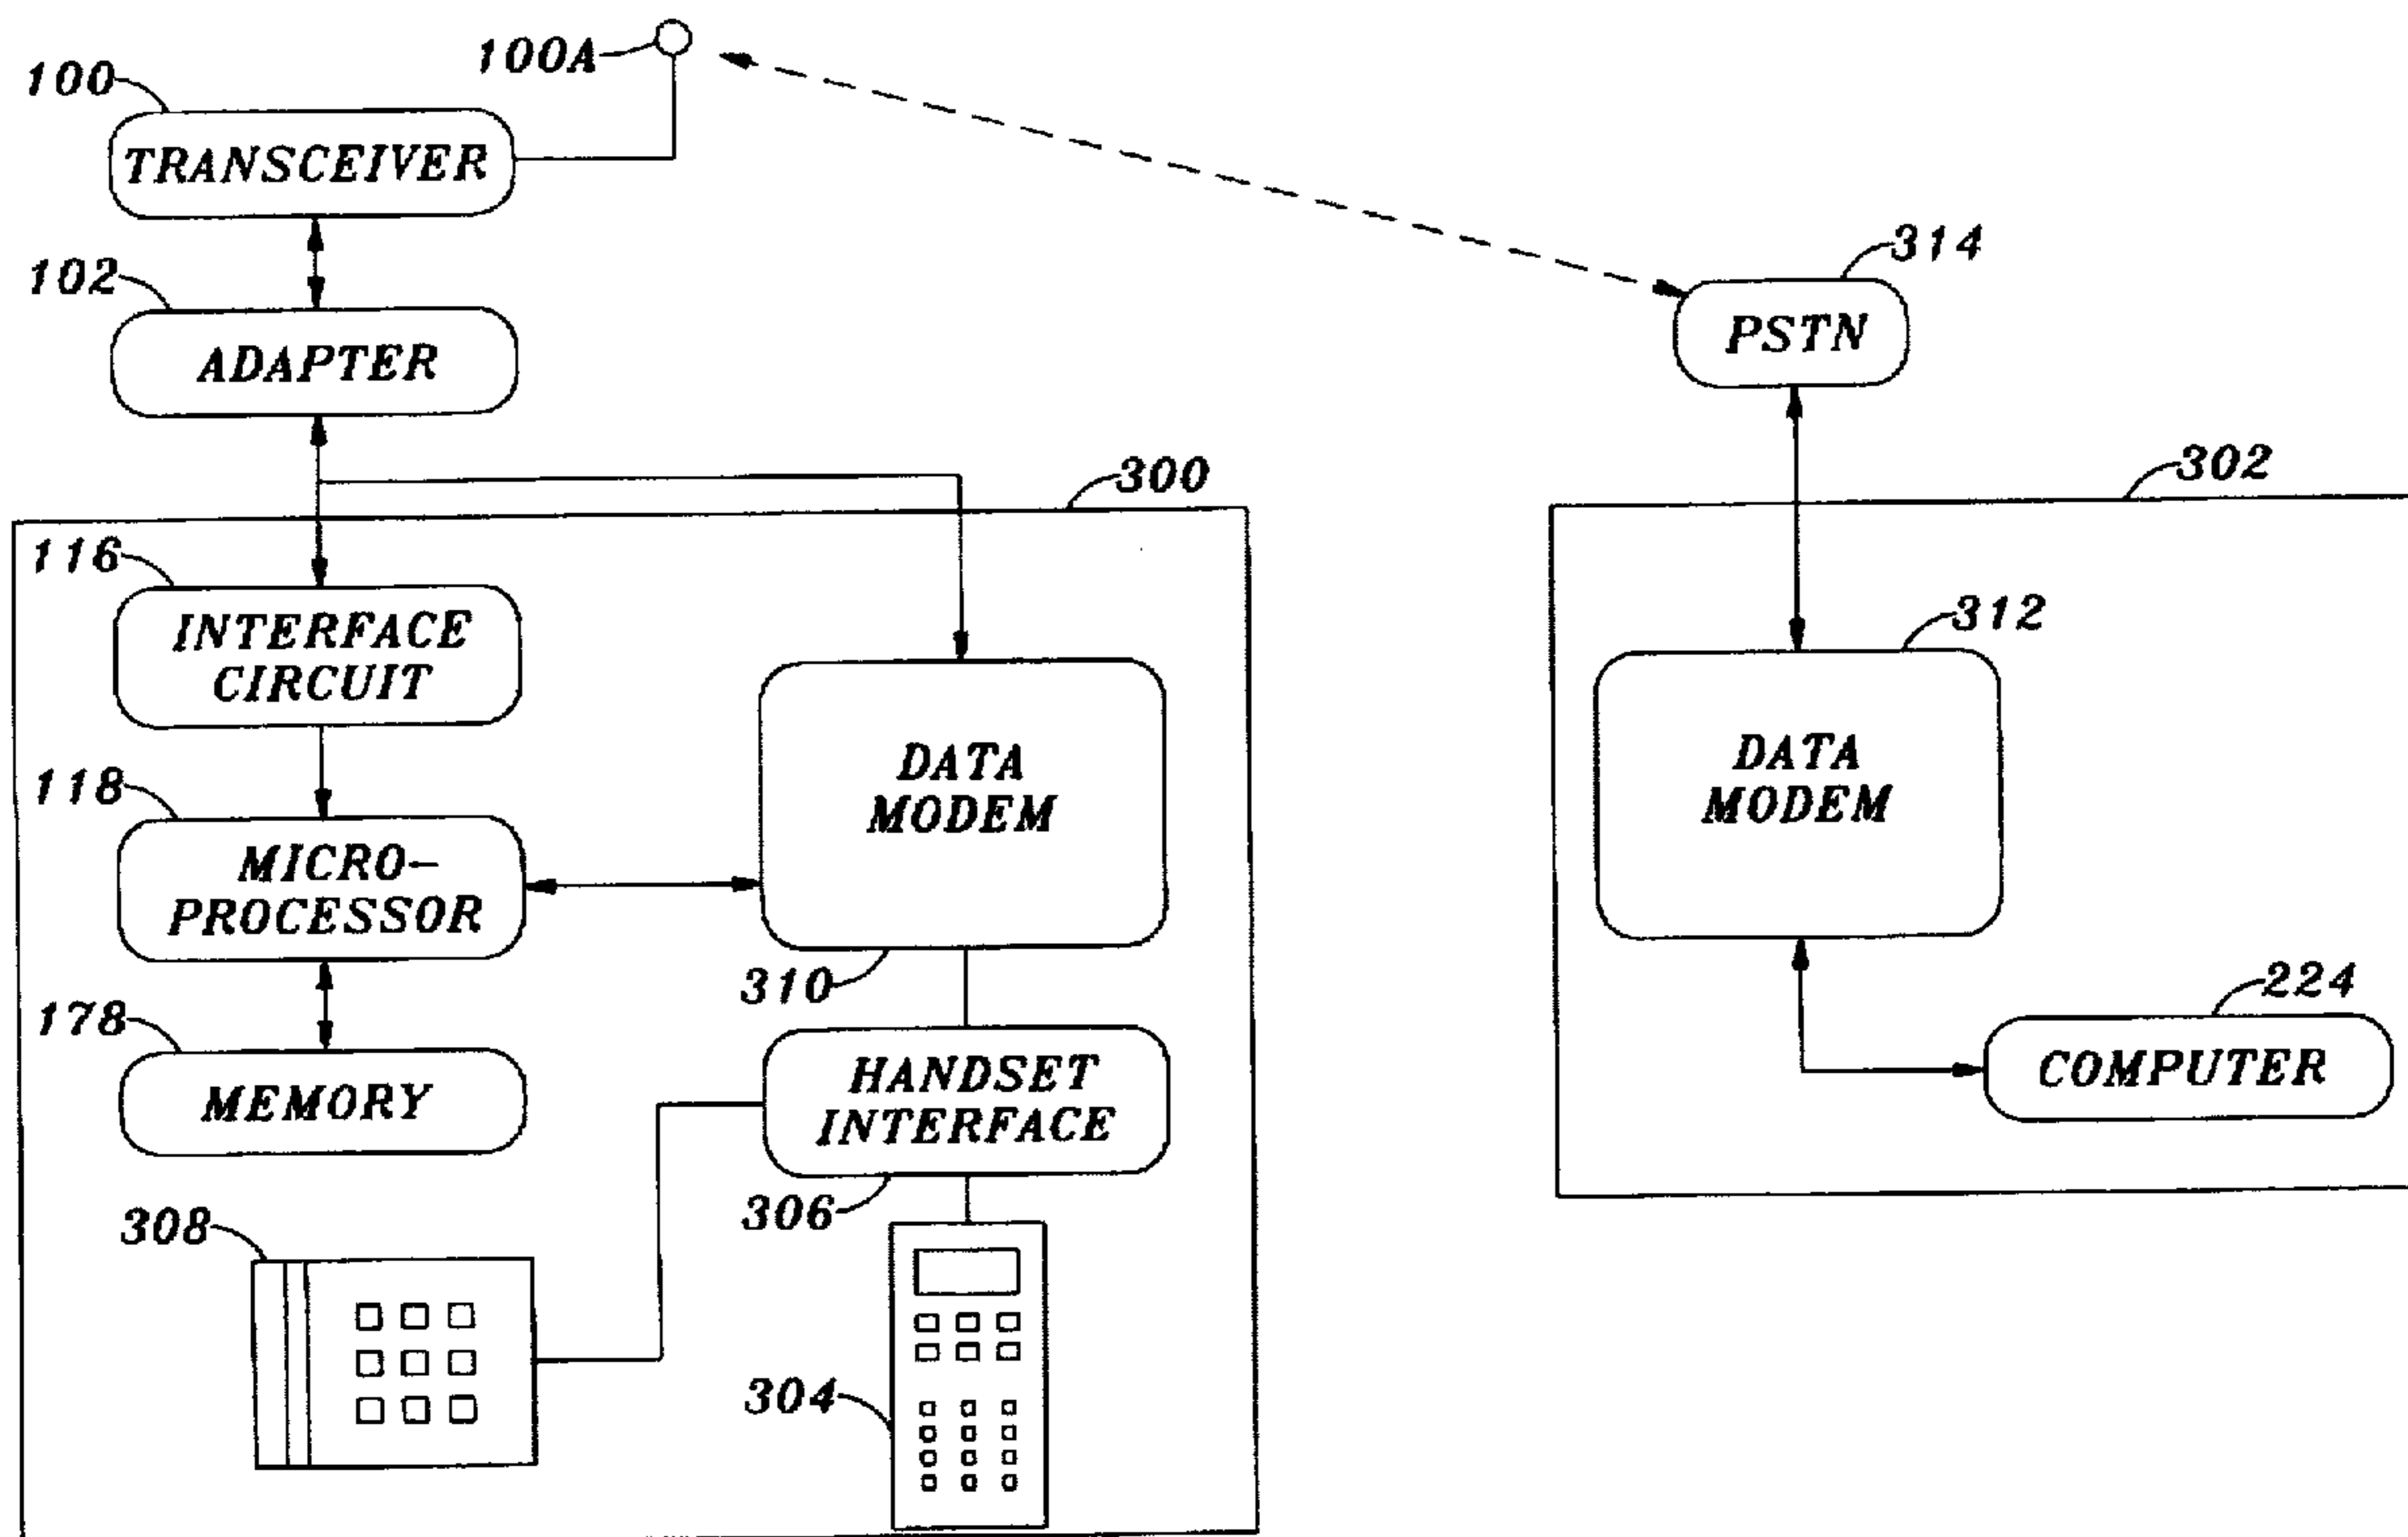 100A
100
TRANSCEIVER
314
102
PSTN
ADAPTER
300
302
116
INTERFACE
CIRCUIT
312
DATA
MODEM
118
DATA
MODEM
MICRO-
PROCESSOR
310
224
178
HANDSET
INTERFACE
COMPUTER
MEMORY
306
308
304